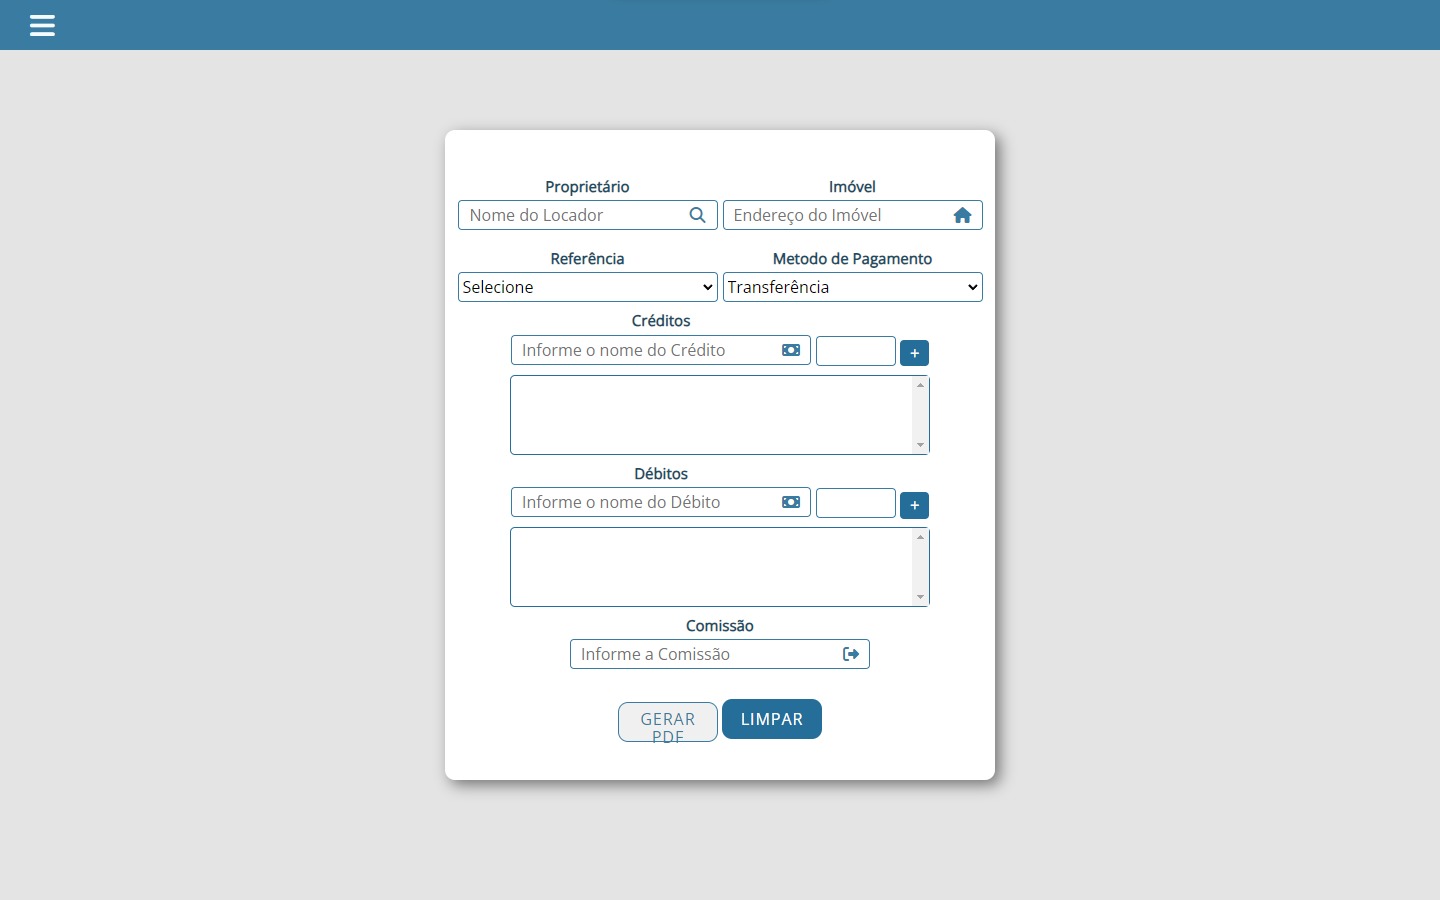 Proprietário
Imóvel
Nome do Locador
Endereço do Imóvel
Referência
Metodo de Pagamento
Selecione
Transferência
Créditos
Informe o nome do Crédito
+
Débitos
Informe o nome do Débito
+
Comissão
Informe a Comissão
GERAR
PDF
LIMPAR